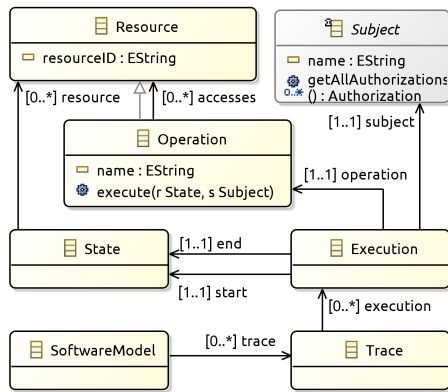 Resource
resourceID : EString
Subject
name : EString
getAllAuthorizations
0..* () : Authorization
[1..1] subject
[0..*] resource
[0..*] accesses
Operation
name : EString
execute(r State, s Subject)
[1..1] operation
State
[1..1] end
[1..1] start
Execution
[0..*] execution
SoftwareModel
[0..*] trace
Trace